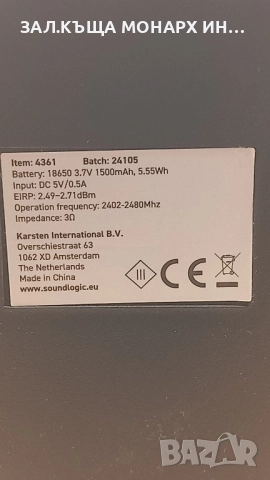 ЗАЛ.КЪЩА МОНАРХ ИН...
Item: 4361 Batch: 24105
Battery: 18650 3.7V 1500mAh, 5.55Wh
Input: DC 5V/0.5A
EIRP: 2.49~2.71dBm
Operation frequency: 2402-2480Mhz
Impedance: 3Ω
Karsten International B.V.
Overschiestraat 63
1062 XD Amsterdam
The Netherlands
Made in China
www.soundlogic.eu
III CE
BAZAR